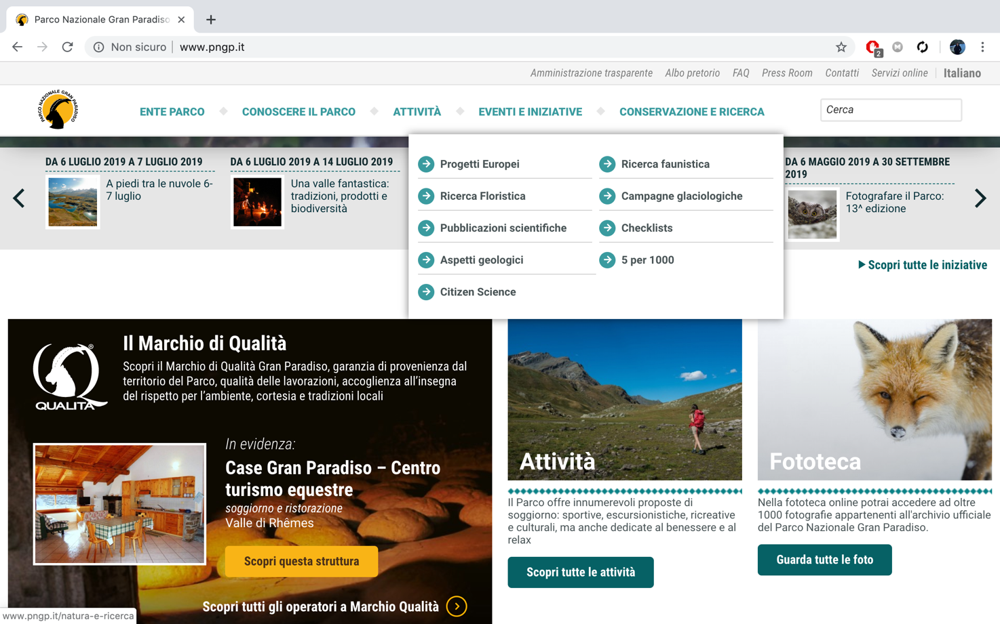 Parco Nazionale Gran Paradiso
Non sicuro
www.pngp.it
2
Amministrazione trasparente
Albo pretorio
FAQ
Press Room
Contatti
Servizi online
Italiano
PARCO NAZIONALE GRAN PARADISO
ENTE PARCO
CONOSCERE IL PARCO
ATTIVITÀ
EVENTI E INIZIATIVE
CONSERVAZIONE E RICERCA
Cerca
DA 6 LUGLIO 2019 A 7 LUGLIO 2019
A piedi tra le nuvole 6-
7 luglio
DA 6 LUGLIO 2019 A 14 LUGLIO 2019
Una valle fantastica:
tradizioni, prodotti e
biodiversità
Progetti Europei
Ricerca Floristica
Pubblicazioni scientifiche
Aspetti geologici
Citizen Science
Ricerca faunistica
Campagne glaciologiche
Checklists
5 per 1000
DA 6 MAGGIO 2019 A 30 SETTEMBRE
2019
Fotografare il Parco:
13^ edizione
Scopri tutte le iniziative
QUALITÀ
®
Il Marchio di Qualità
Scopri il Marchio di Qualità Gran Paradiso, garanzia di provenienza dal
territorio del Parco, qualità delle lavorazioni, accoglienza all'insegna
del rispetto per l'ambiente, cortesia e tradizioni locali
In evidenza:
Case Gran Paradiso – Centro
turismo equestre
soggiorno e ristorazione
Valle di Rhêmes
Scopri questa struttura
Scopri tutti gli operatori a Marchio Qualità
Attività
Il Parco offre innumerevoli proposte di
soggiorno: sportive, escursionistiche, ricreative
e culturali, ma anche dedicate al benessere e al
relax
Scopri tutte le attività
Fototeca
Nella fototeca online potrai accedere ad oltre
1000 fotografie appartenenti all'archivio ufficiale
del Parco Nazionale Gran Paradiso.
Guarda tutte le foto
www.pngp.it/natura-e-ricerca